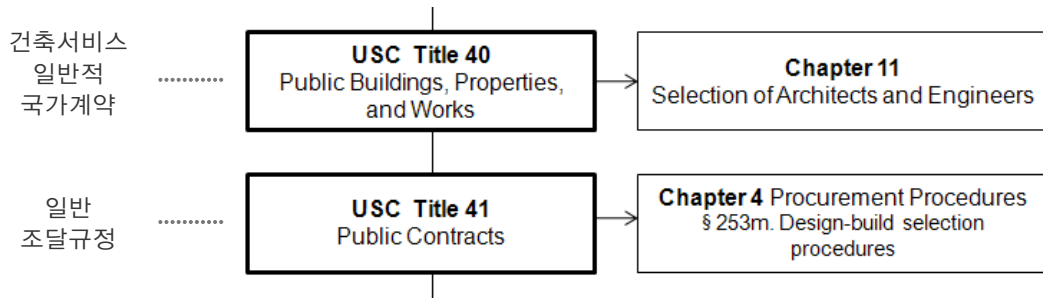 건축서비스
일반적
국가계약
USC Title 40
Public Buildings, Properties,
and Works
Chapter 11
Selection of Architects and Engineers
일반
조달규정
USC Title 41
Public Contracts
Chapter 4 Procurement Procedures
§ 253m. Design-build selection
procedures